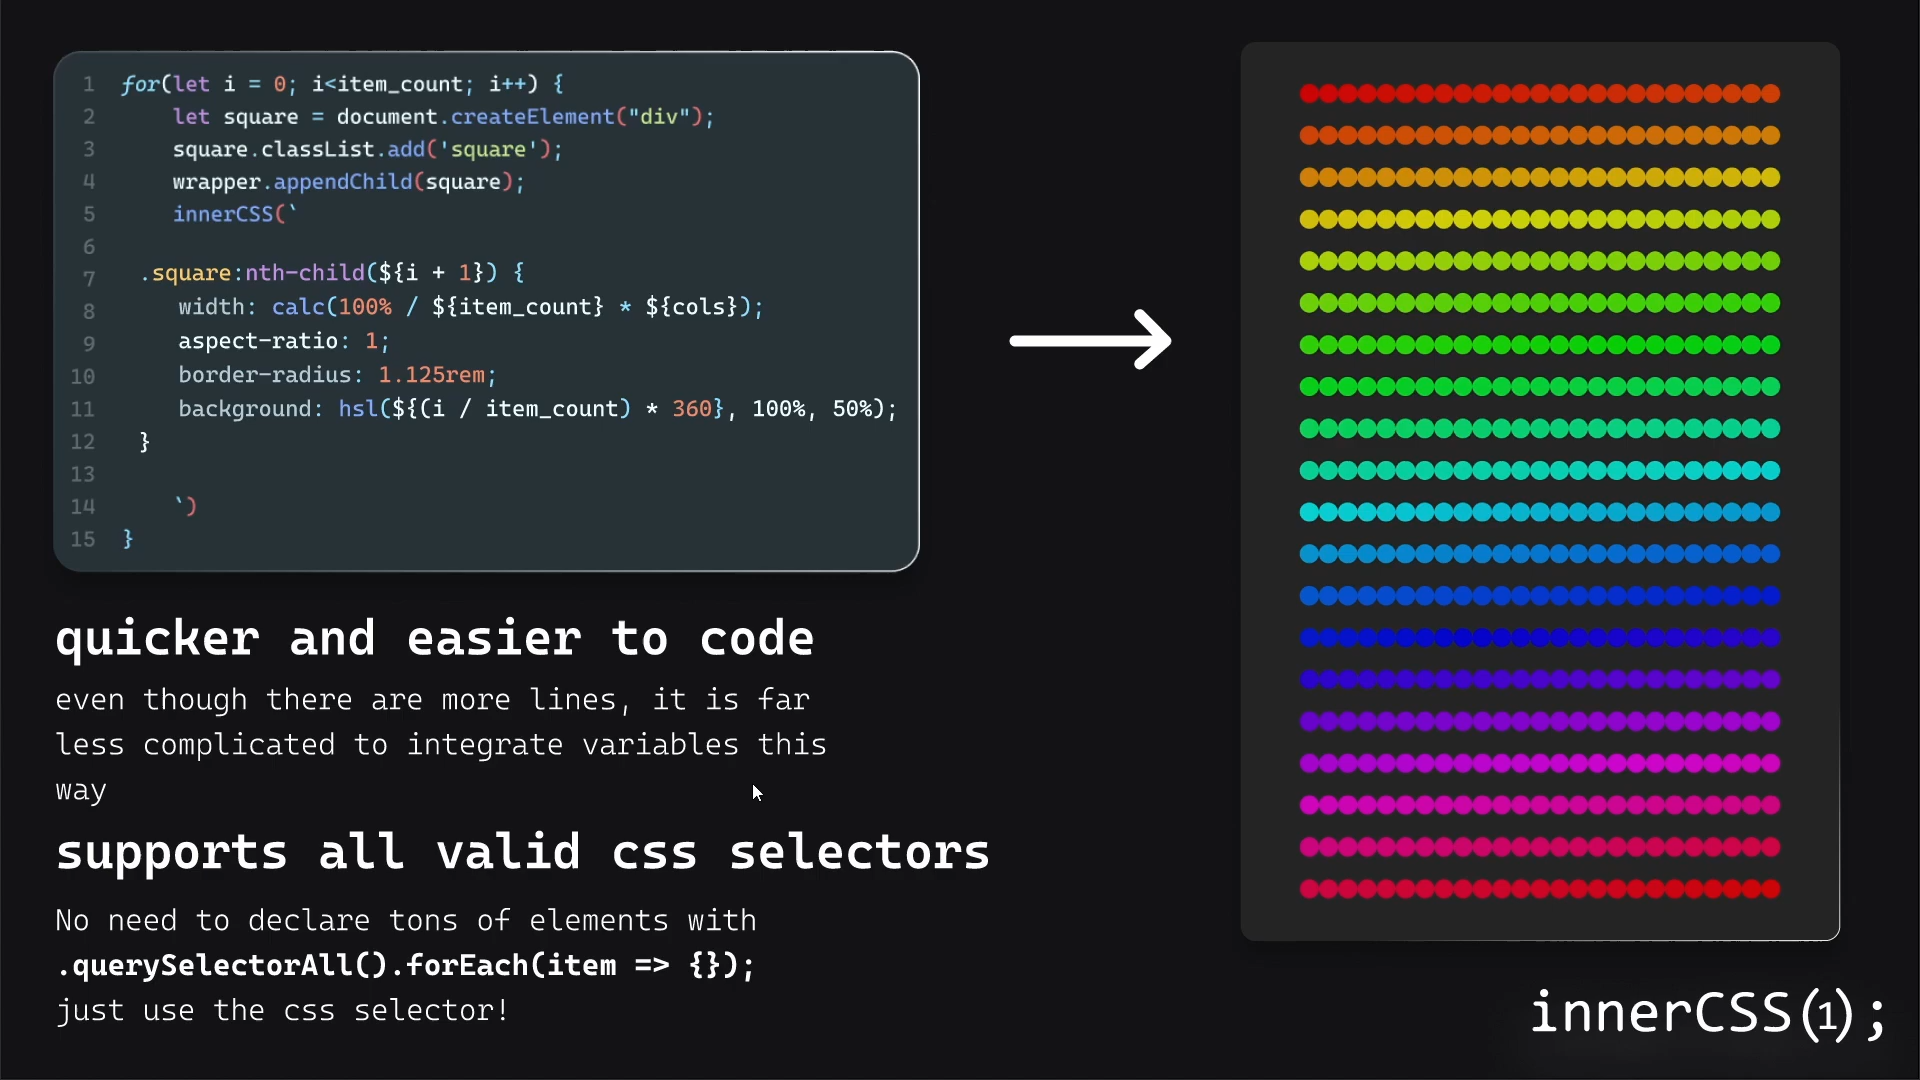 1 for(let i = 0; i<item_count; i++) {
2 let square = document.createElement("div");
3 square.classList.add('square');
4 wrapper.appendChild(square);
5 innerCSS(`
6
7 .square:nth-child(${i + 1}) {
8 width: calc(100% / ${item_count} * ${cols});
9 aspect-ratio: 1;
10 border-radius: 1.125rem;
11 background: hsl(${(i / item_count) * 360}, 100%, 50%);
12 }
13
14 `)
15 }
quicker and easier to code
even though there are more lines, it is far
less complicated to integrate variables this
way
supports all valid css selectors
No need to declare tons of elements with
.querySelectorAll().forEach(item => {});
just use the css selector!
innerCSS(1);